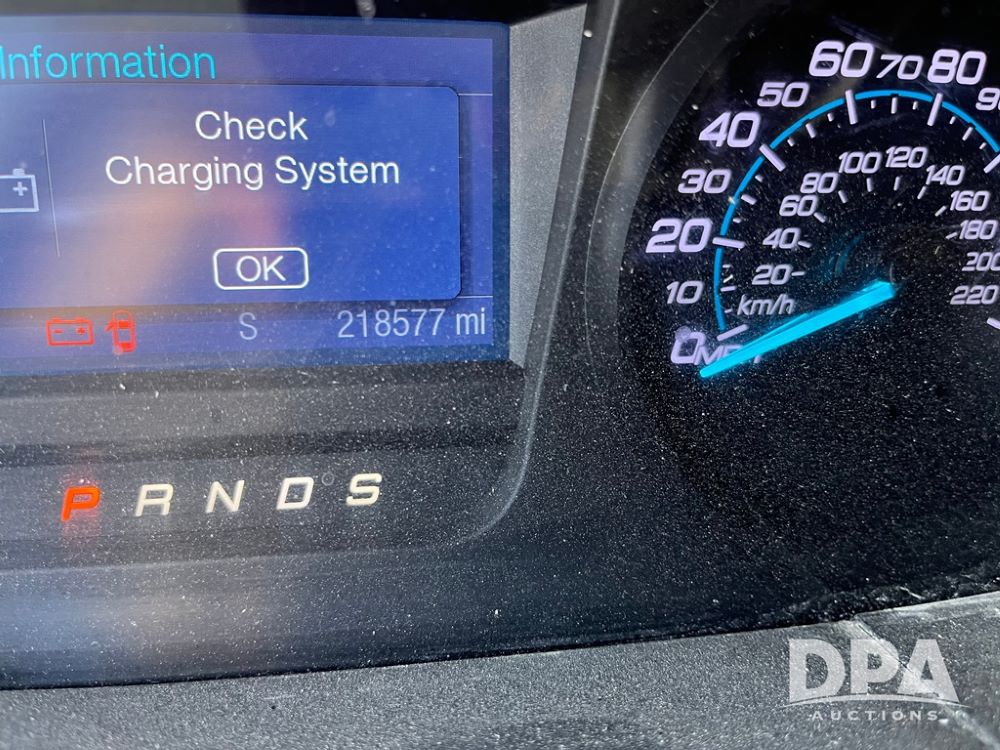 Information
Check
Charging System
OK
S
218577 mi
P R N D S
0 10 20 30 40 50 60 70 80
20 40 60 80 100 120 140 160 180 200 220
km/h
DPA
AUCTIONS